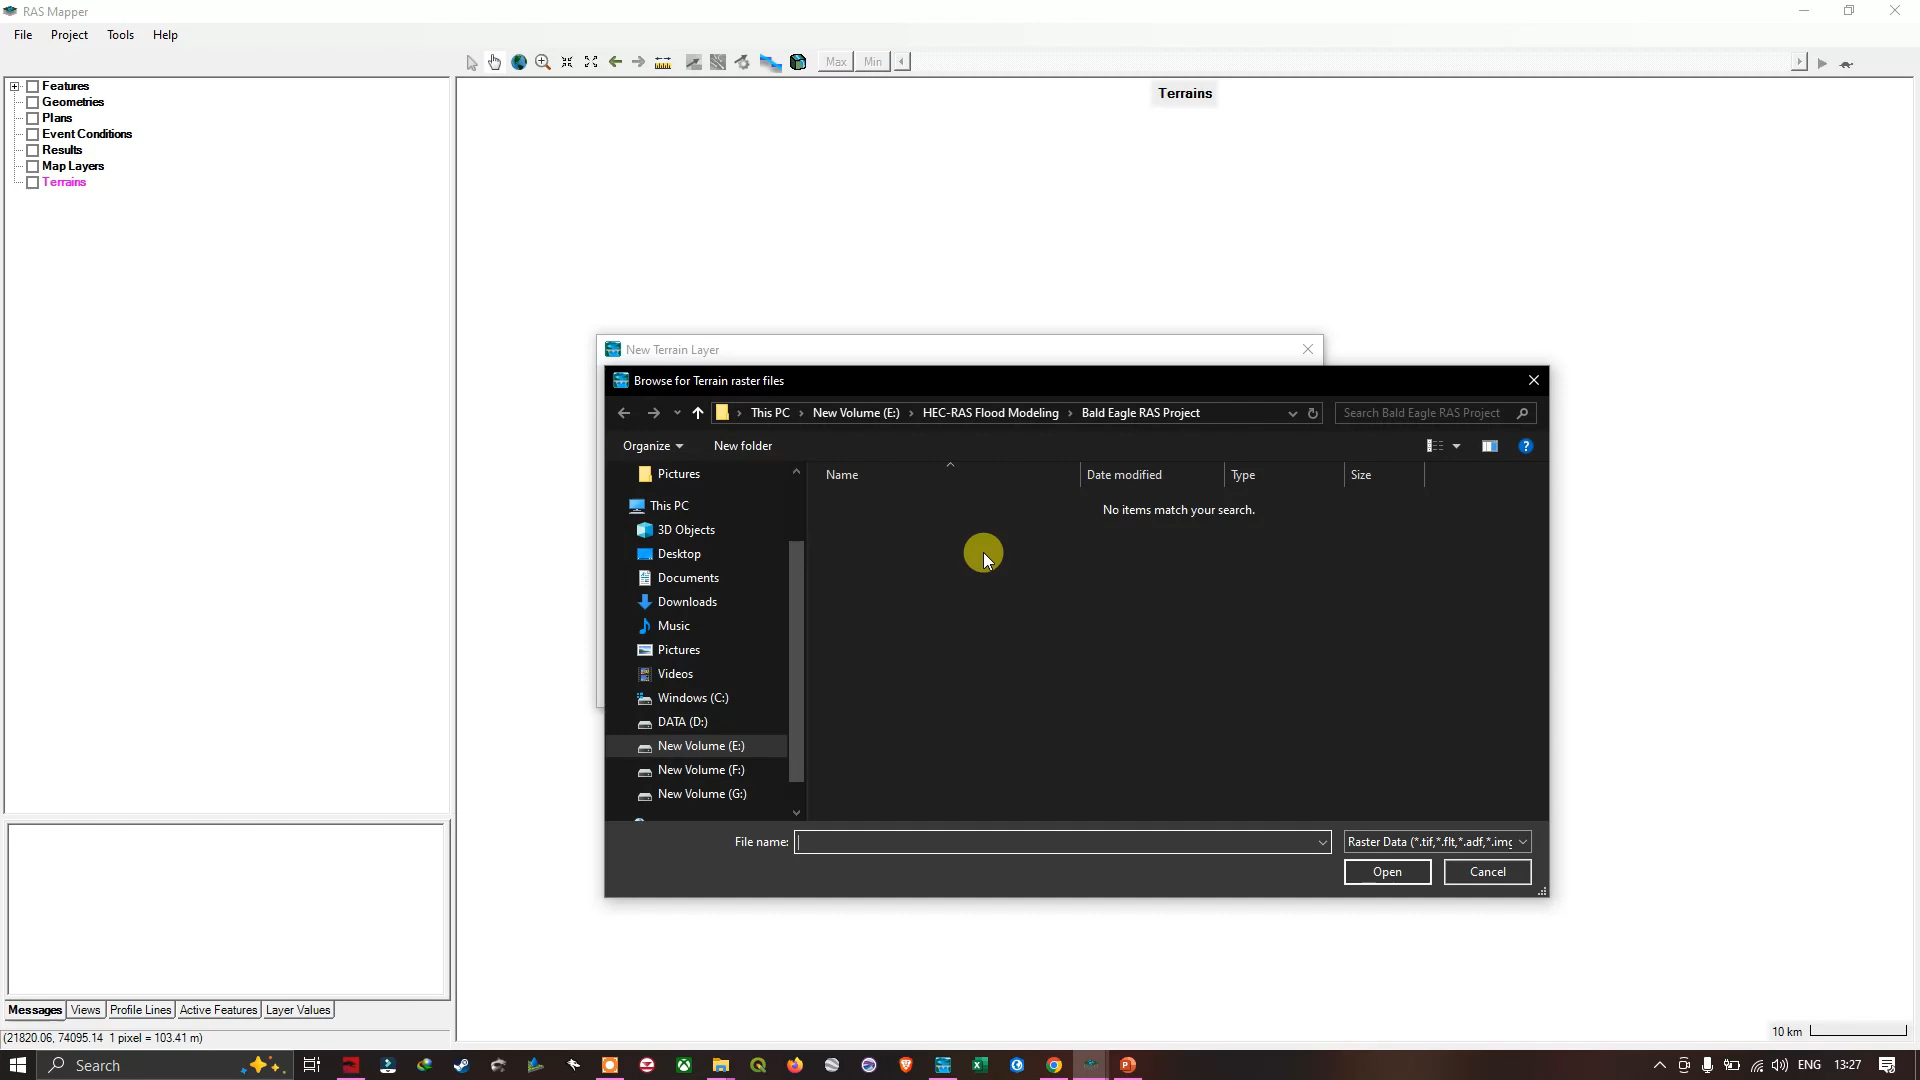 RAS Mapper
File Project Tools Help
Max Min
Features
Geometries
Plans
Event Conditions
Results
Map Layers
Terrains
Terrains
New Terrain Layer
Browse for Terrain raster files
This PC > New Volume (E:) > HEC-RAS Flood Modeling > Bald Eagle RAS Project
Search Bald Eagle RAS Project
Organize New folder
Name Date modified Type Size
No items match your search.
Pictures
This PC
3D Objects
Desktop
Documents
Downloads
Music
Pictures
Videos
Windows (C:)
DATA (D:)
New Volume (E:)
New Volume (F:)
New Volume (G:)
File name:
Raster Data (*.tif,*.flt,*.adf,*.img
Open Cancel
Messages Views Profile Lines Active Features Layer Values
(21820.06, 74095.14 1 pixel = 103.41 m)
10 km
Search
ENG 13:27